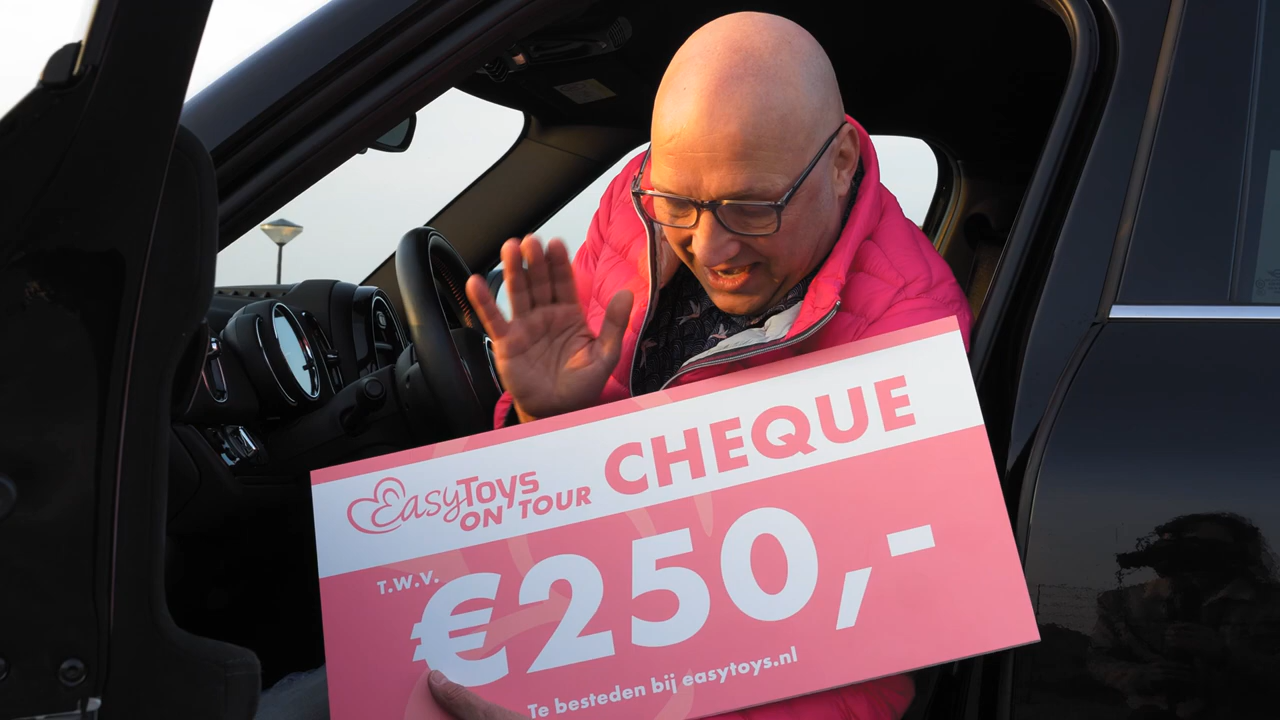 EasyToys
ON TOUR
CHEQUE
T.W.V.
€250,-
Te besteden bij easytoys.nl